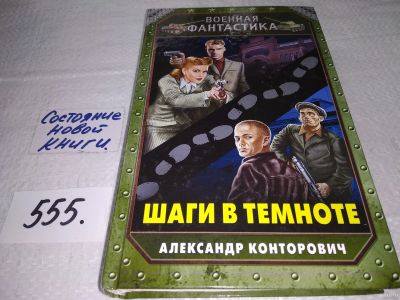 ВОЕННАЯ
ФАНТАСТИКА
Состояние
новой
книги.
555.
ШАГИ В ТЕМНОТЕ
АЛЕКСАНДР КОНТОРОВИЧ